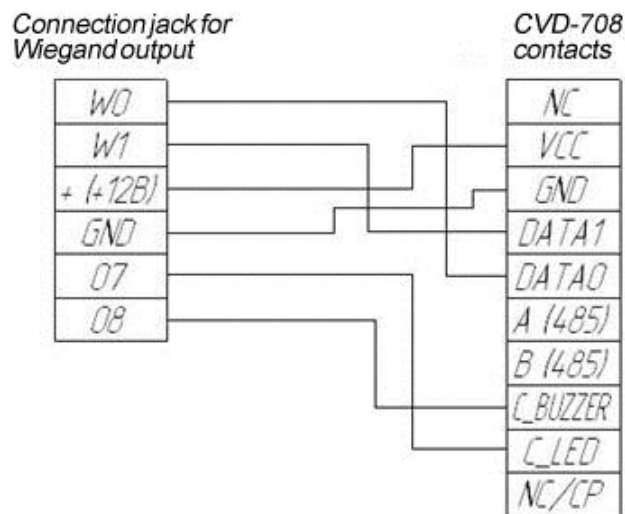 Connection jack for
Wiegand output
W0
W1
+ (+12В)
GND
07
08
CVD-708
contacts
NC
VCC
GND
DATA1
DATA0
A (485)
B (485)
C_BUZZER
C_LED
NC/CP